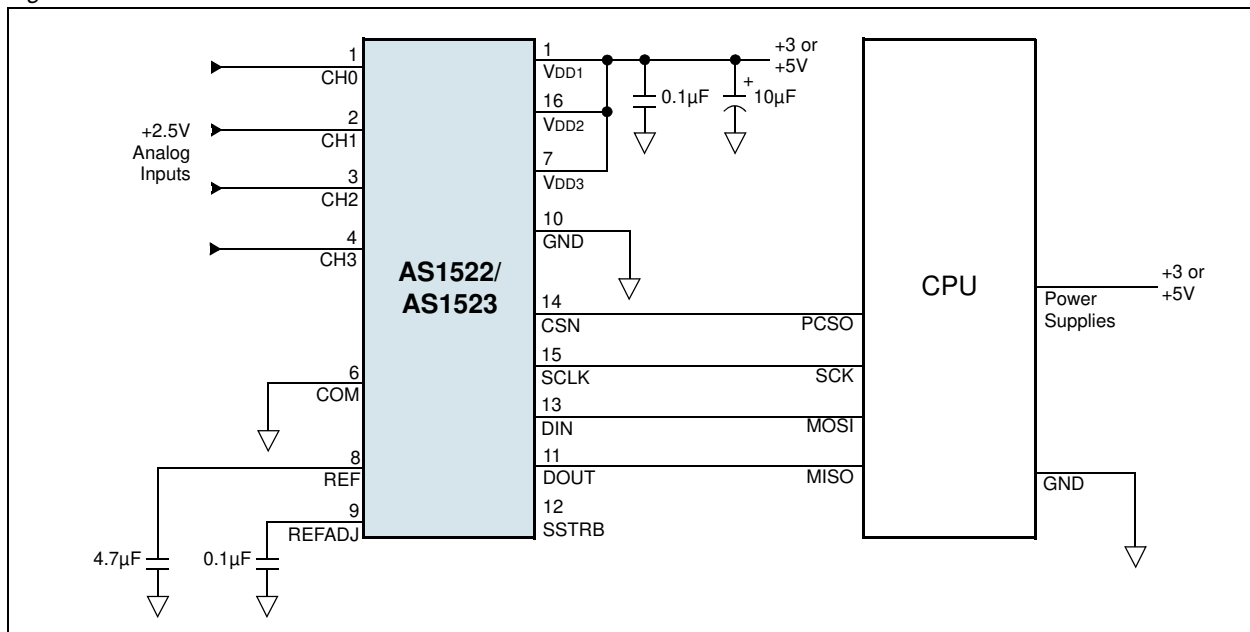 1
CH0
+2.5V
Analog
Inputs
2
CH1
3
CH2
4
CH3
6
COM
8
REF
9
REFADJ
4.7µF
0.1µF
AS1522/
AS1523
1
VDD1
16
VDD2
7
VDD3
10
GND
14
CSN
15
SCLK
13
DIN
11
DOUT
12
SSTRB
0.1µF
+
10µF
+3 or
+5V
PCSO
SCK
MOSI
MISO
CPU
Power
Supplies
+3 or
+5V
GND